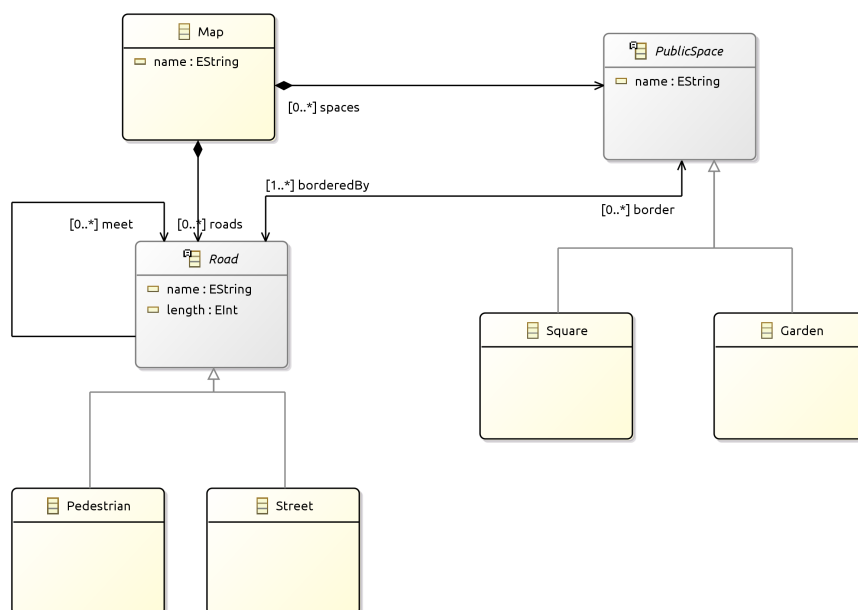 Map
name : EString
PublicSpace
name : EString
[0..*] spaces
[1..*] borderedBy
[0..*] border
[0..*] meet
[0..*] roads
Road
name : EString
length : EInt
Square
Garden
Pedestrian
Street